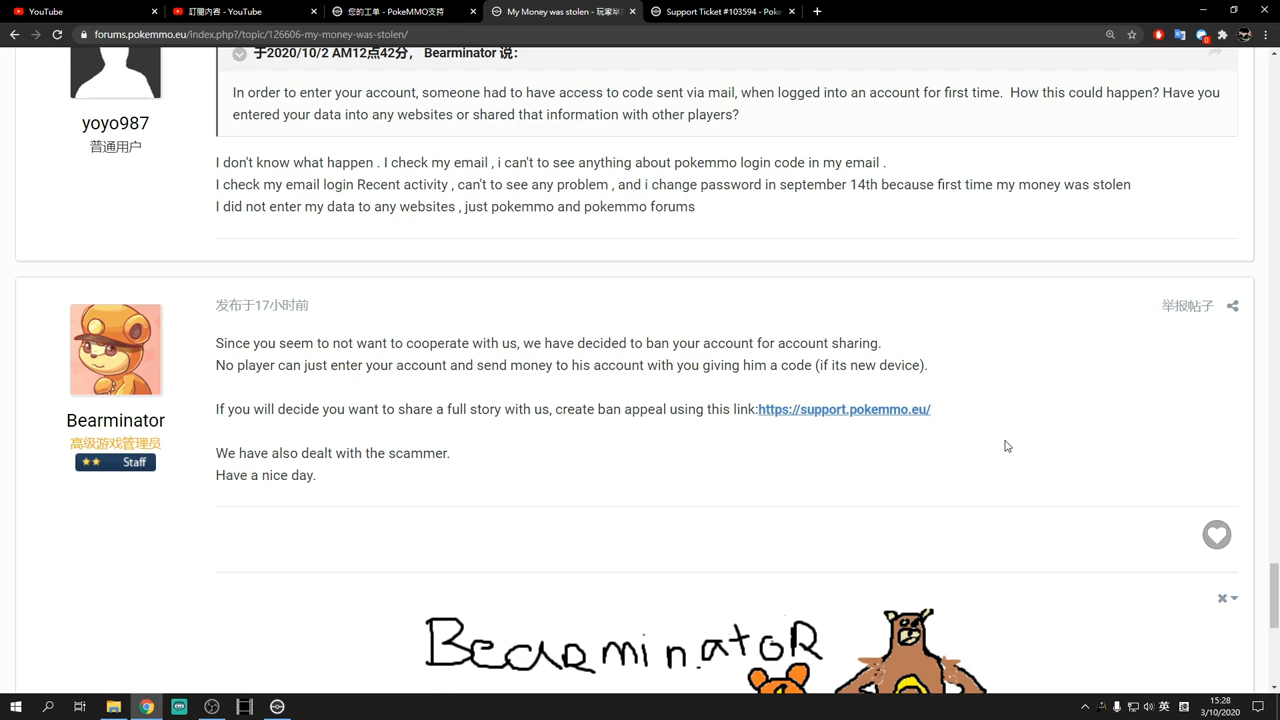 YouTube
訂閱內容 - YouTube
您的工单 - PokeMMO支持
My Money was stolen - 玩家举
Support Ticket #103594 - Poke
forums.pokemmo.eu/index.php?/topic/126606-my-money-was-stolen/
于2020/10/2 AM12点42分， Bearminator 说：
In order to enter your account, someone had to have access to code sent via mail, when logged into an account for first time. How this could happen? Have you
entered your data into any websites or shared that information with other players?
yoyo987
普通用户
I don't know what happen . I check my email , i can't to see anything about pokemmo login code in my email .
I check my email login Recent activity , can't to see any problem , and i change password in september 14th because first time my money was stolen
I did not enter my data to any websites , just pokemmo and pokemmo forums
发布于17小时前
举报帖子
Since you seem to not want to cooperate with us, we have decided to ban your account for account sharing.
No player can just enter your account and send money to his account with you giving him a code (if its new device).
If you will decide you want to share a full story with us, create ban appeal using this link:https://support.pokemmo.eu/
Bearminator
高级游戏管理员
Staff
We have also dealt with the scammer.
Have a nice day.
BearminatoR
英
15:28
3/10/2020